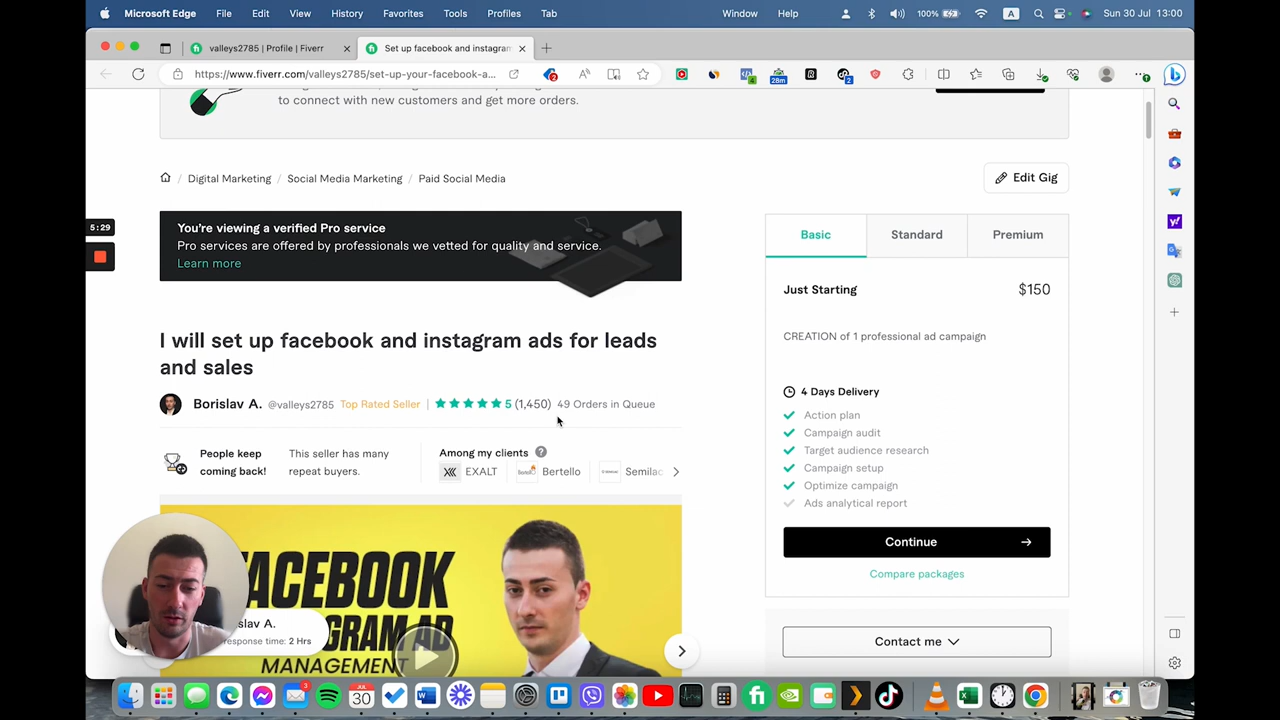 Microsoft Edge File Edit View History Favorites Tools Profiles Tab Window Help 100% A Sun 30 Jul 13:00
valleys2785 | Profile | Fiverr
Set up facebook and instagram
https://www.fiverr.com/valleys2785/set-up-your-facebook-a...
to connect with new customers and get more orders.
Digital Marketing / Social Media Marketing / Paid Social Media
Edit Gig
5:29
You're viewing a verified Pro service
Pro services are offered by professionals we vetted for quality and service.
Learn more
Basic Standard Premium
Just Starting $150
CREATION of 1 professional ad campaign
I will set up facebook and instagram ads for leads
and sales
Borislav A. @valleys2785 Top Rated Seller | 5 (1,450) 49 Orders in Queue
4 Days Delivery
Action plan
Campaign audit
Target audience research
Campaign setup
Optimize campaign
Ads analytical report
People keep
coming back!
This seller has many
repeat buyers.
Among my clients
EXALT Bertello Semilac
Continue
Compare packages
Contact me
FACEBOOK
GRAM AD
MANAGEMENT
slav A.
response time: 2 Hrs